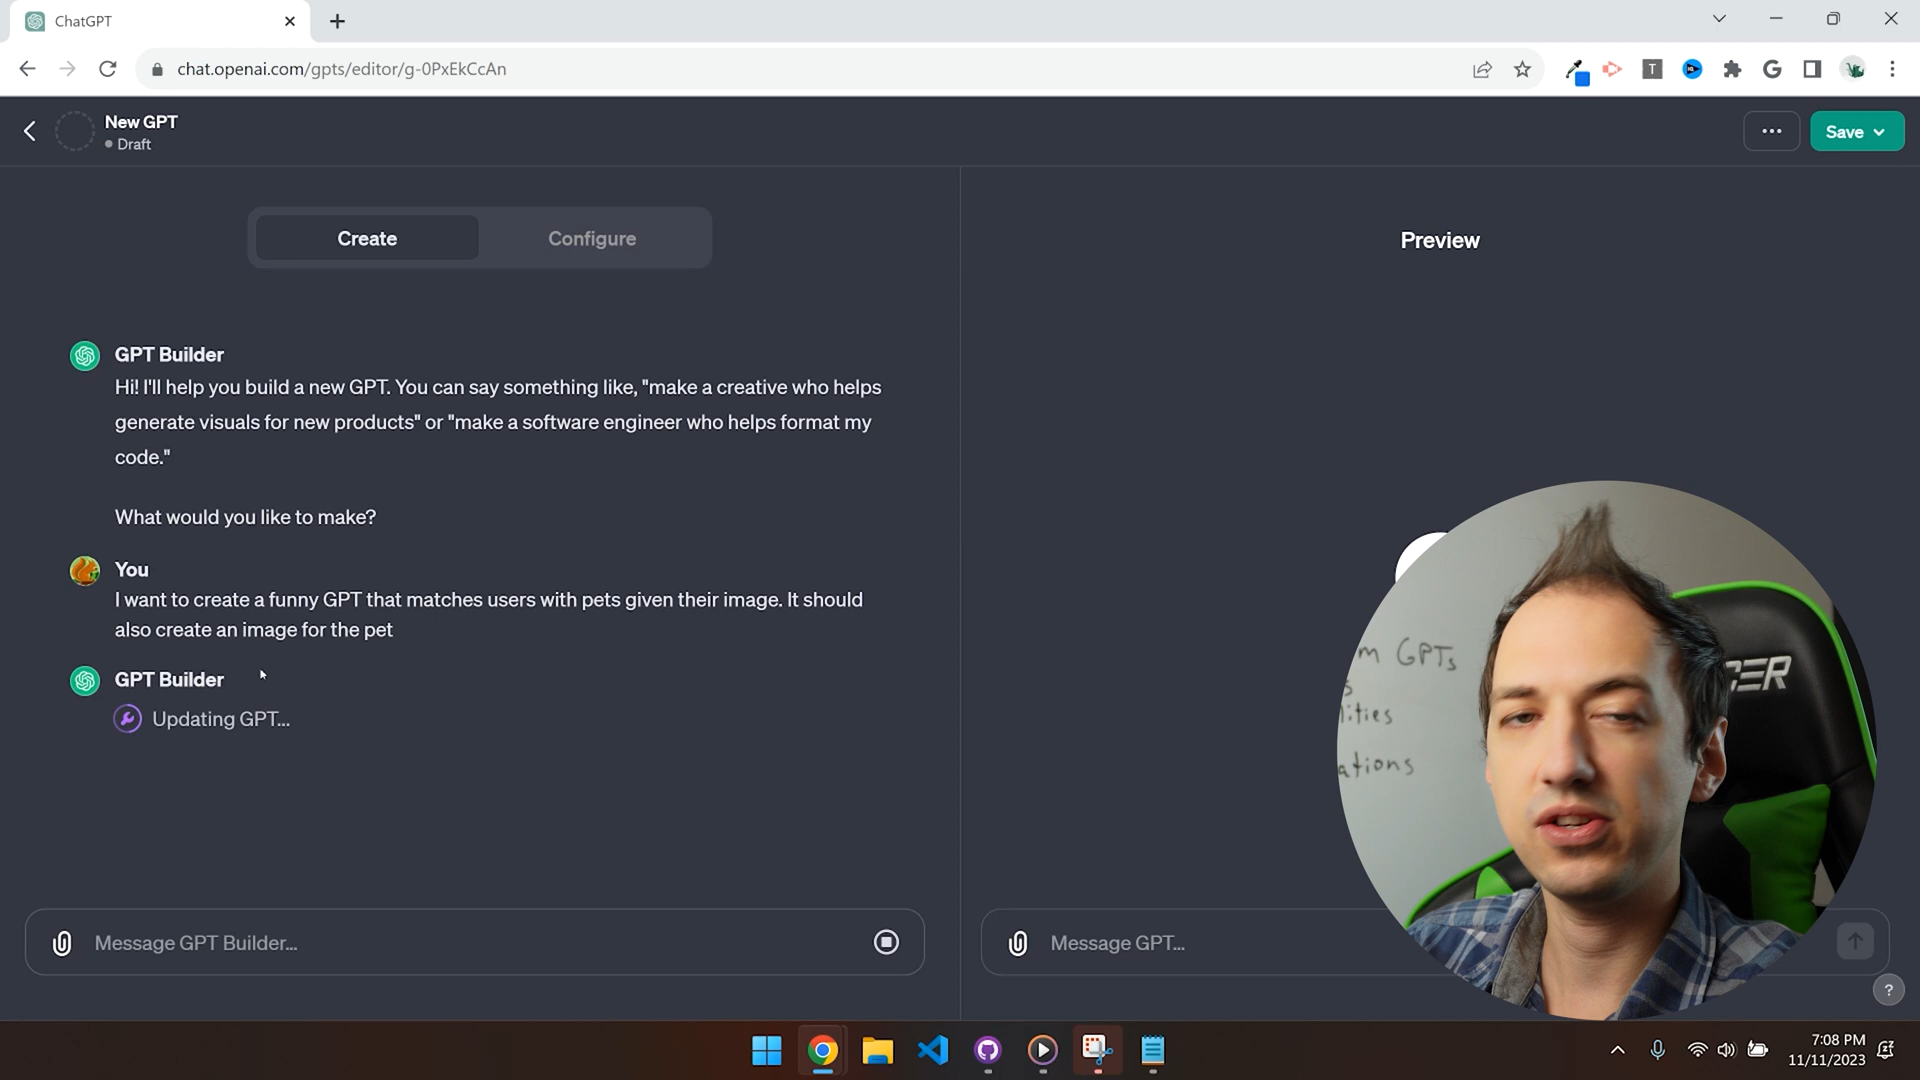 ChatGPT
chat.openai.com/gpts/editor/g-0PxEkCcAn
New GPT
Draft
Save
Create
Configure
Preview
GPT Builder
Hi! I'll help you build a new GPT. You can say something like, "make a creative who helps
generate visuals for new products" or "make a software engineer who helps format my
code."
What would you like to make?
You
I want to create a funny GPT that matches users with pets given their image. It should
also create an image for the pet
GPT Builder
Updating GPT...
m GPTs
s
lities
ations
CER
Message GPT Builder...
Message GPT...
?
7:08 PM
11/11/2023